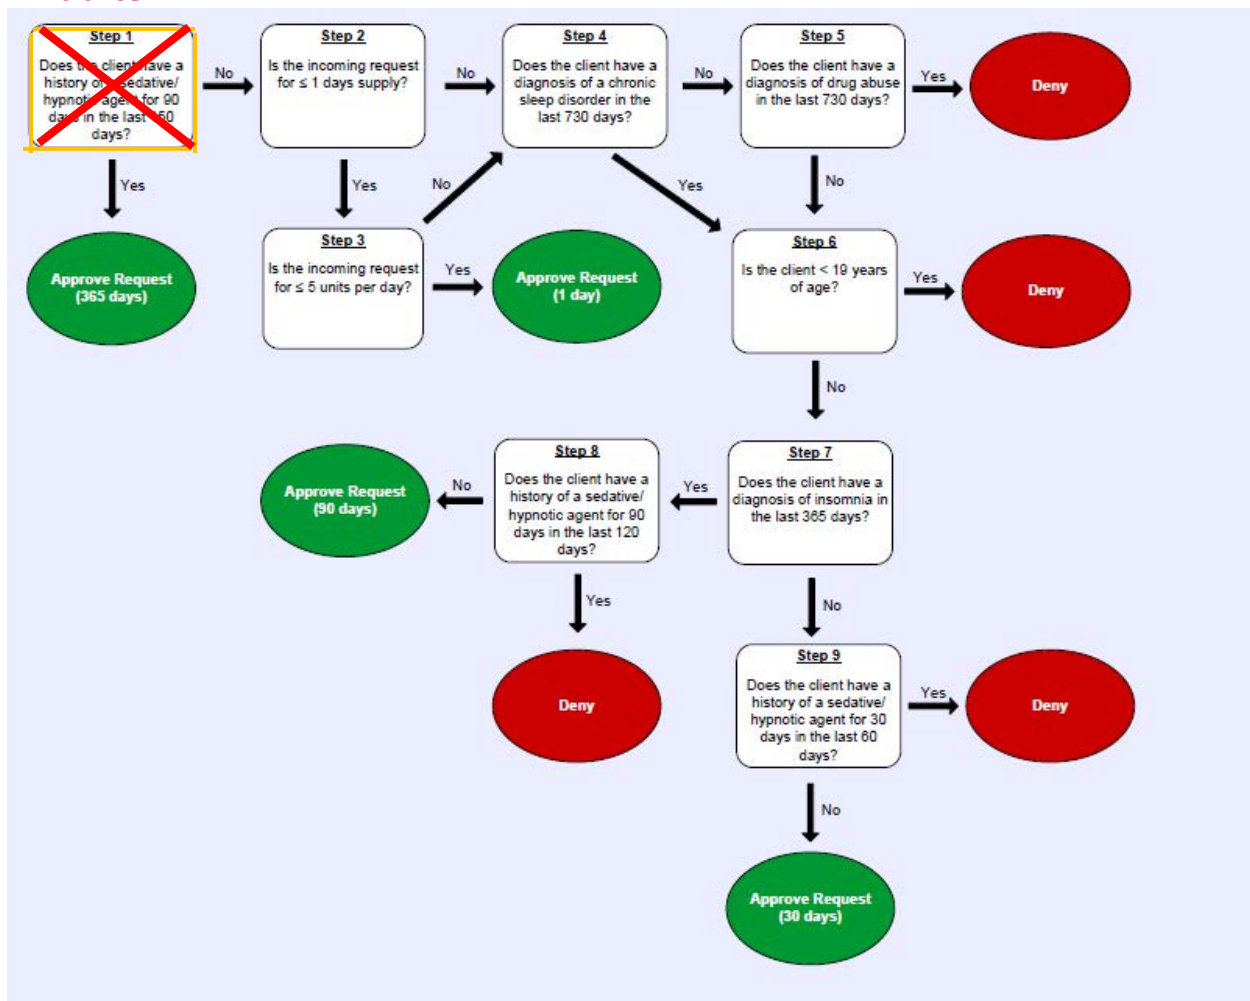 Step 1
Does the client have a
history of a sedative/
hypnotic agent for 90
days in the last
days?
No
Yes
Approve Request
(365 days)
Step 2
Is the incoming request
for ≤ 1 days supply?
No
Yes
Step 3
Is the incoming request
for ≤ 5 units per day?
No
Yes
Approve Request
(1 day)
Step 4
Does the client have a
diagnosis of a chronic
sleep disorder in the
last 730 days?
No
Yes
Step 5
Does the client have a
diagnosis of drug abuse
in the last 730 days?
Yes
Deny
No
Step 6
Is the client < 19 years
of age?
Yes
Deny
No
Step 7
Does the client have a
diagnosis of insomnia in
the last 365 days?
Yes
No
Step 8
Does the client have a
history of a sedative/
hypnotic agent for 90
days in the last 120
days?
No
Approve Request
(90 days)
Yes
Deny
Step 9
Does the client have a
history of a sedative/
hypnotic agent for 30
days in the last 60
days?
Yes
Deny
No
Approve Request
(30 days)